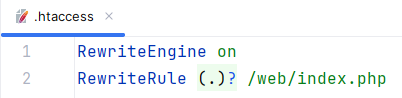 .htaccess ×
1 RewriteEngine on
2 RewriteRule (.)? /web/index.php